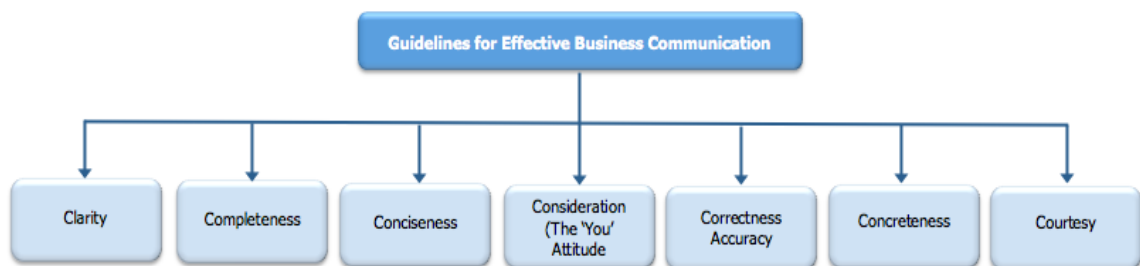 Guidelines for Effective Business Communication
Clarity
Completeness
Conciseness
Consideration
(The ‘You’
Attitude
Correctness
Accuracy
Concreteness
Courtesy